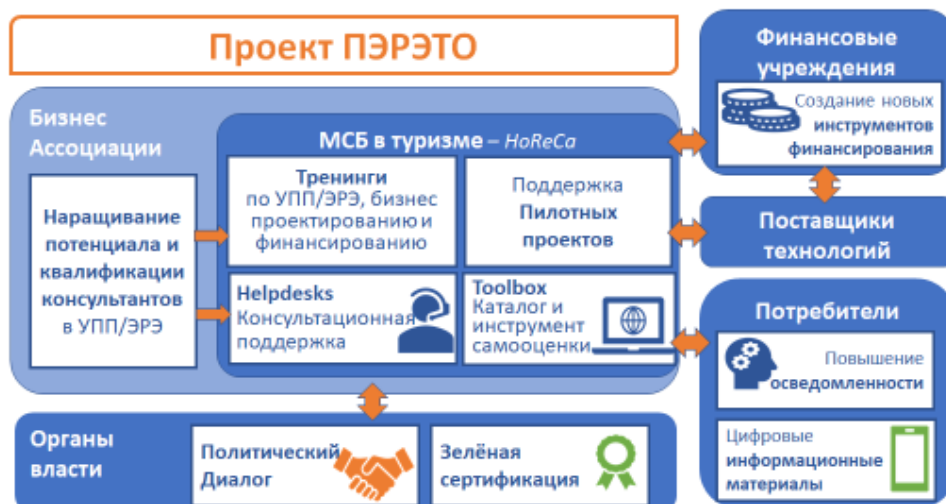 Проект ПЭРЭТО
Бизнес
Ассоциации
Наращивание
потенциала и
квалификации
консультантов
в УПП/ЭРЭ
МСБ в туризме – HoReCa
Тренинги
по УПП/ЭРЭ, бизнес
проектированию и
финансированию
Поддержка
Пилотных
проектов
Helpdesks
Консультационная
поддержка
Toolbox
Каталог и
инструмент
самооценки
Финансовые
учреждения
Создание новых
инструментов
финансирования
Поставщики
технологий
Потребители
Повышение
осведомленности
Цифровые
информационные
материалы
Органы
власти
Политический
Диалог
Зелёная
сертификация